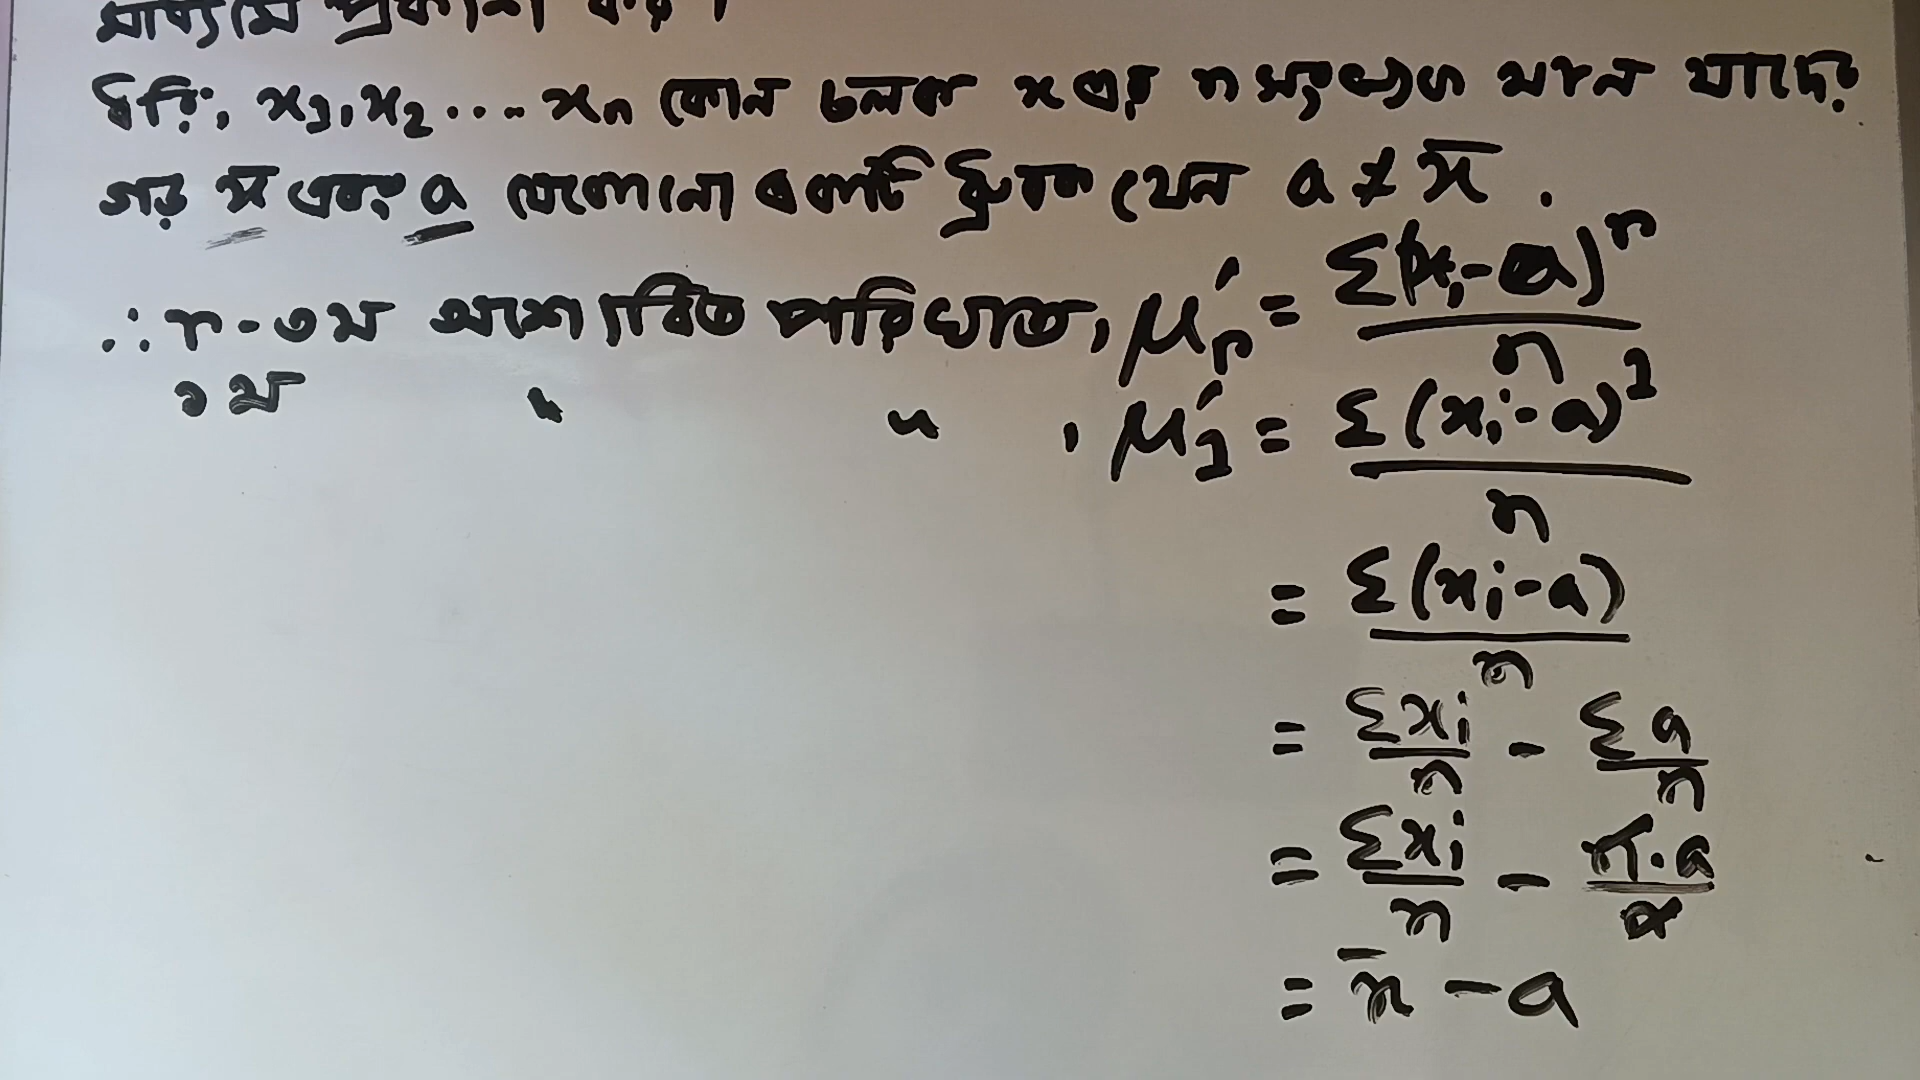 মাধ্যমে প্রকাশ কর।
ধরি, x₁, x₂ .... xₙ কোন চলক x এর n সংখ্যক মান যাদের
গড় x̄ এবং a যেকোনো একটি ধ্রুবক যেন a ≠ x̄ .
∴ r-তম অশোধিত পরিঘাত, μ′ᵣ = Σ(xᵢ-a)ʳ / n
১ম " " , μ′₁ = Σ(xᵢ-a)¹ / n
= Σ(xᵢ-a) / n
= Σxᵢ / n - Σa / n
= Σxᵢ / n - n.a / n
= x̄ - a